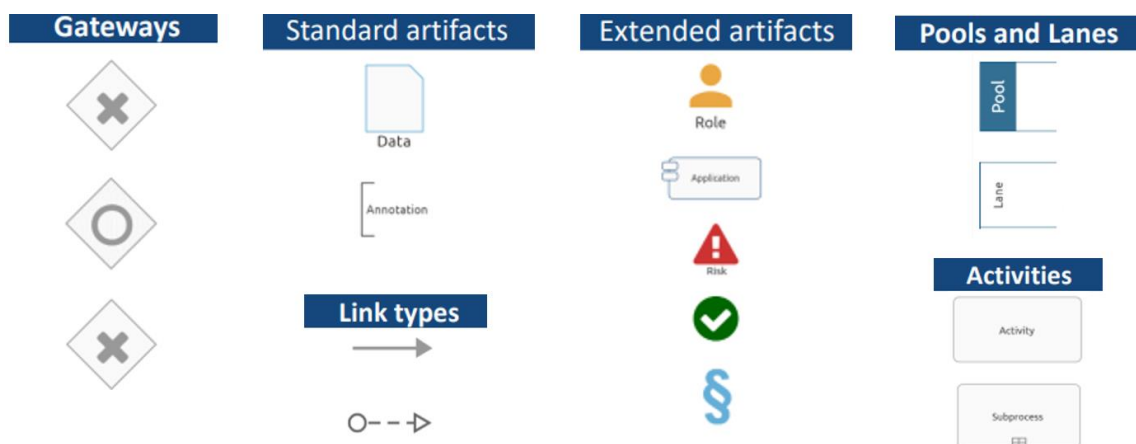 Gateways
Standard artifacts
Data
Annotation
Link types
Extended artifacts
Role
Application
Risk
§
Pools and Lanes
Pool
Lane
Activities
Activity
Subprocess